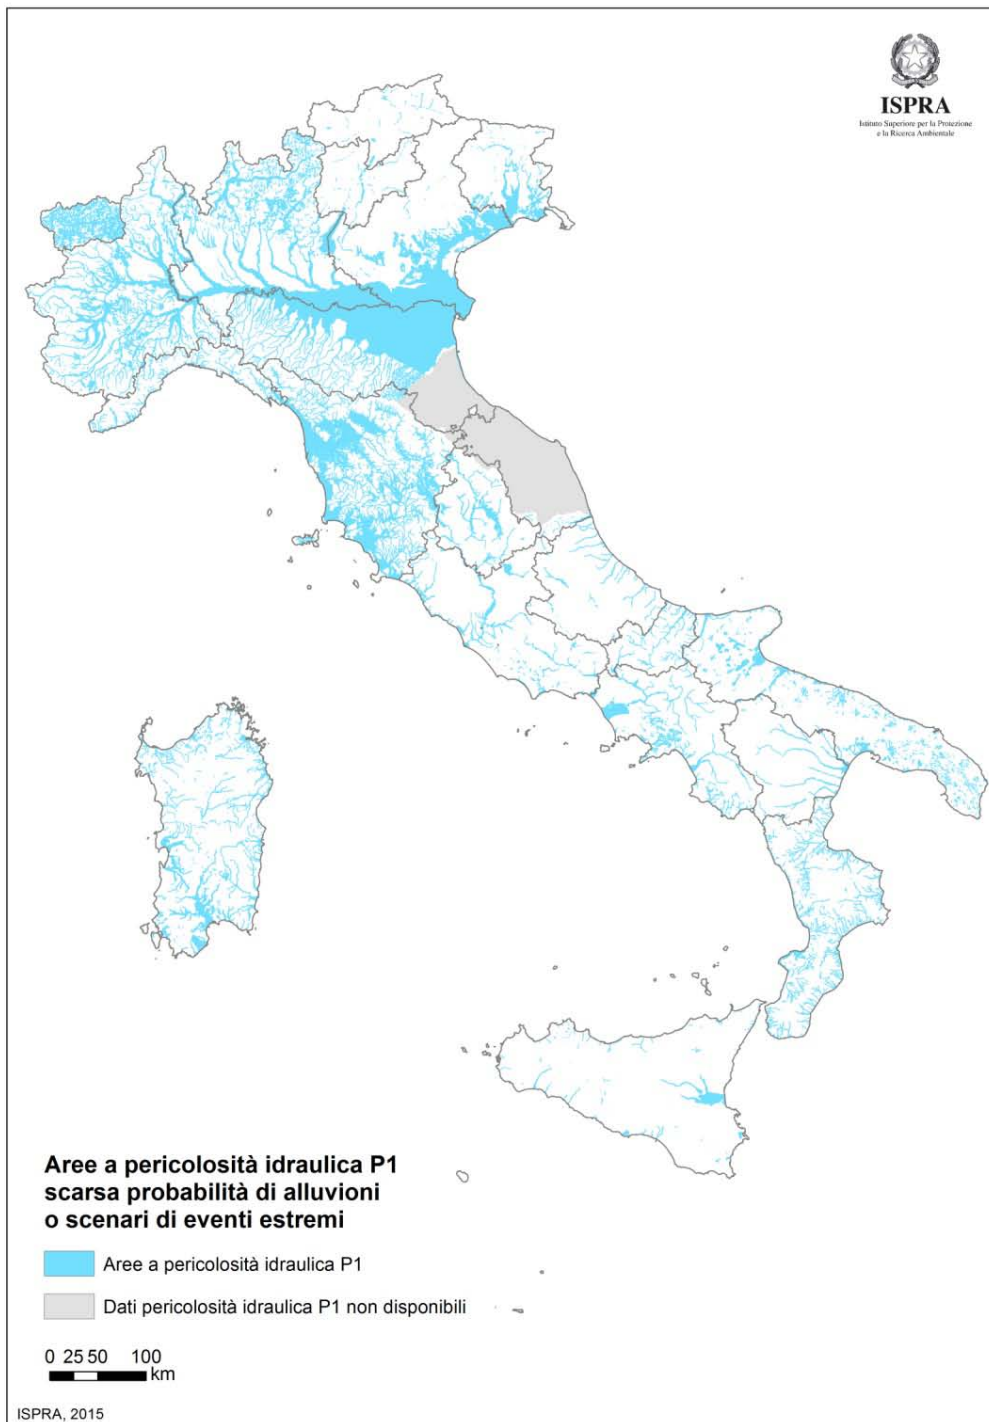 ISPRA
Istituto Superiore per la Protezione
e la Ricerca Ambientale
Aree a pericolosità idraulica P1
scarsa probabilità di alluvioni
o scenari di eventi estremi
Aree a pericolosità idraulica P1
Dati pericolosità idraulica P1 non disponibili
0 25 50 100
km
ISPRA, 2015